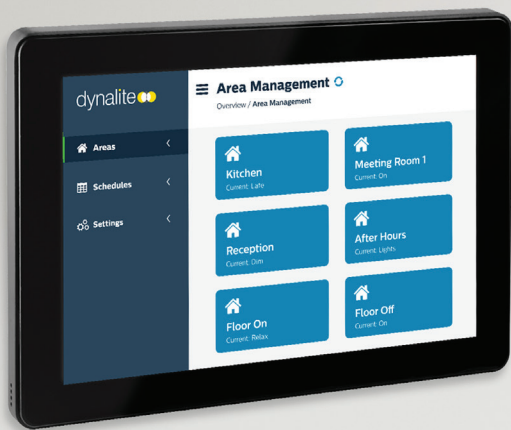 dynalite
Areas
Schedules
Settings
Area Management
Overview / Area Management
Kitchen
Current: Late
Meeting Room 1
Current: On
Reception
Current: Dim
After Hours
Current: Lights
Floor On
Current: Relax
Floor Off
Current: On